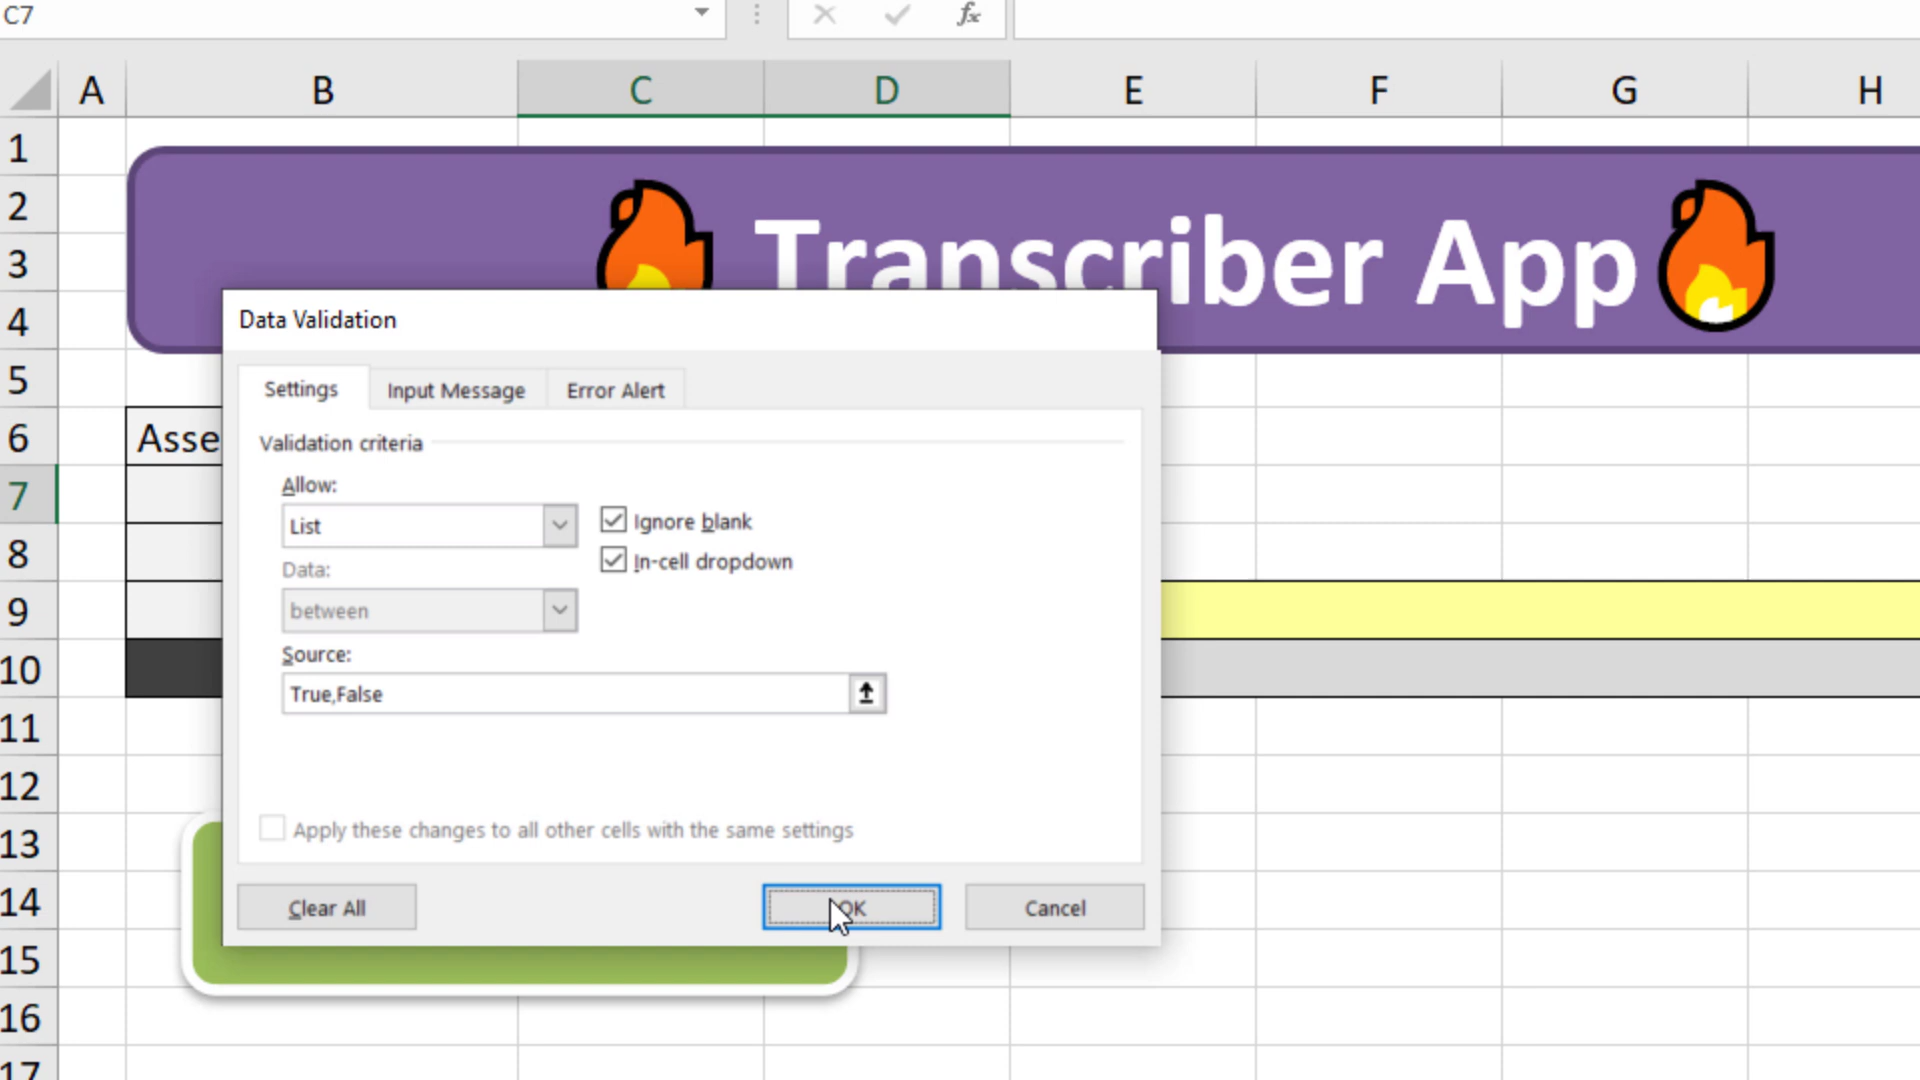 C7
fx
A B C D E F G H
1
2
3
Transcriber App
4
Data Validation
5
Settings Input Message Error Alert
6
Asse
Validation criteria
Allow:
7
List
Ignore blank
8
In-cell dropdown
Data:
9
between
Source:
10
True,False
11
12
13
Apply these changes to all other cells with the same settings
14
Clear All OK Cancel
15
16
17